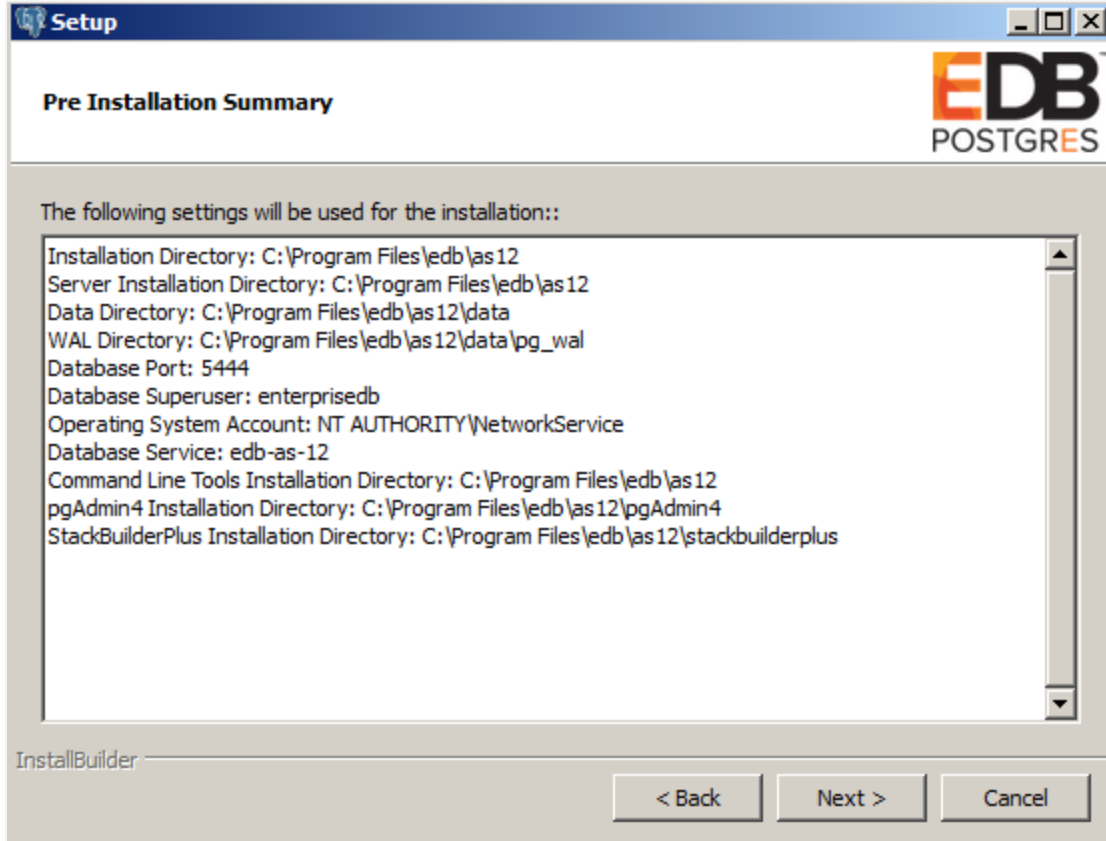 Setup
Pre Installation Summary
EDB
POSTGRES
The following settings will be used for the installation::
Installation Directory: C:\Program Files\edb\as12
Server Installation Directory: C:\Program Files\edb\as12
Data Directory: C:\Program Files\edb\as12\data
WAL Directory: C:\Program Files\edb\as12\data\pg_wal
Database Port: 5444
Database Superuser: enterprisedb
Operating System Account: NT AUTHORITY\NetworkService
Database Service: edb-as-12
Command Line Tools Installation Directory: C:\Program Files\edb\as12
pgAdmin4 Installation Directory: C:\Program Files\edb\as12\pgAdmin4
StackBuilderPlus Installation Directory: C:\Program Files\edb\as12\stackbuilderplus
InstallBuilder
< Back Next > Cancel